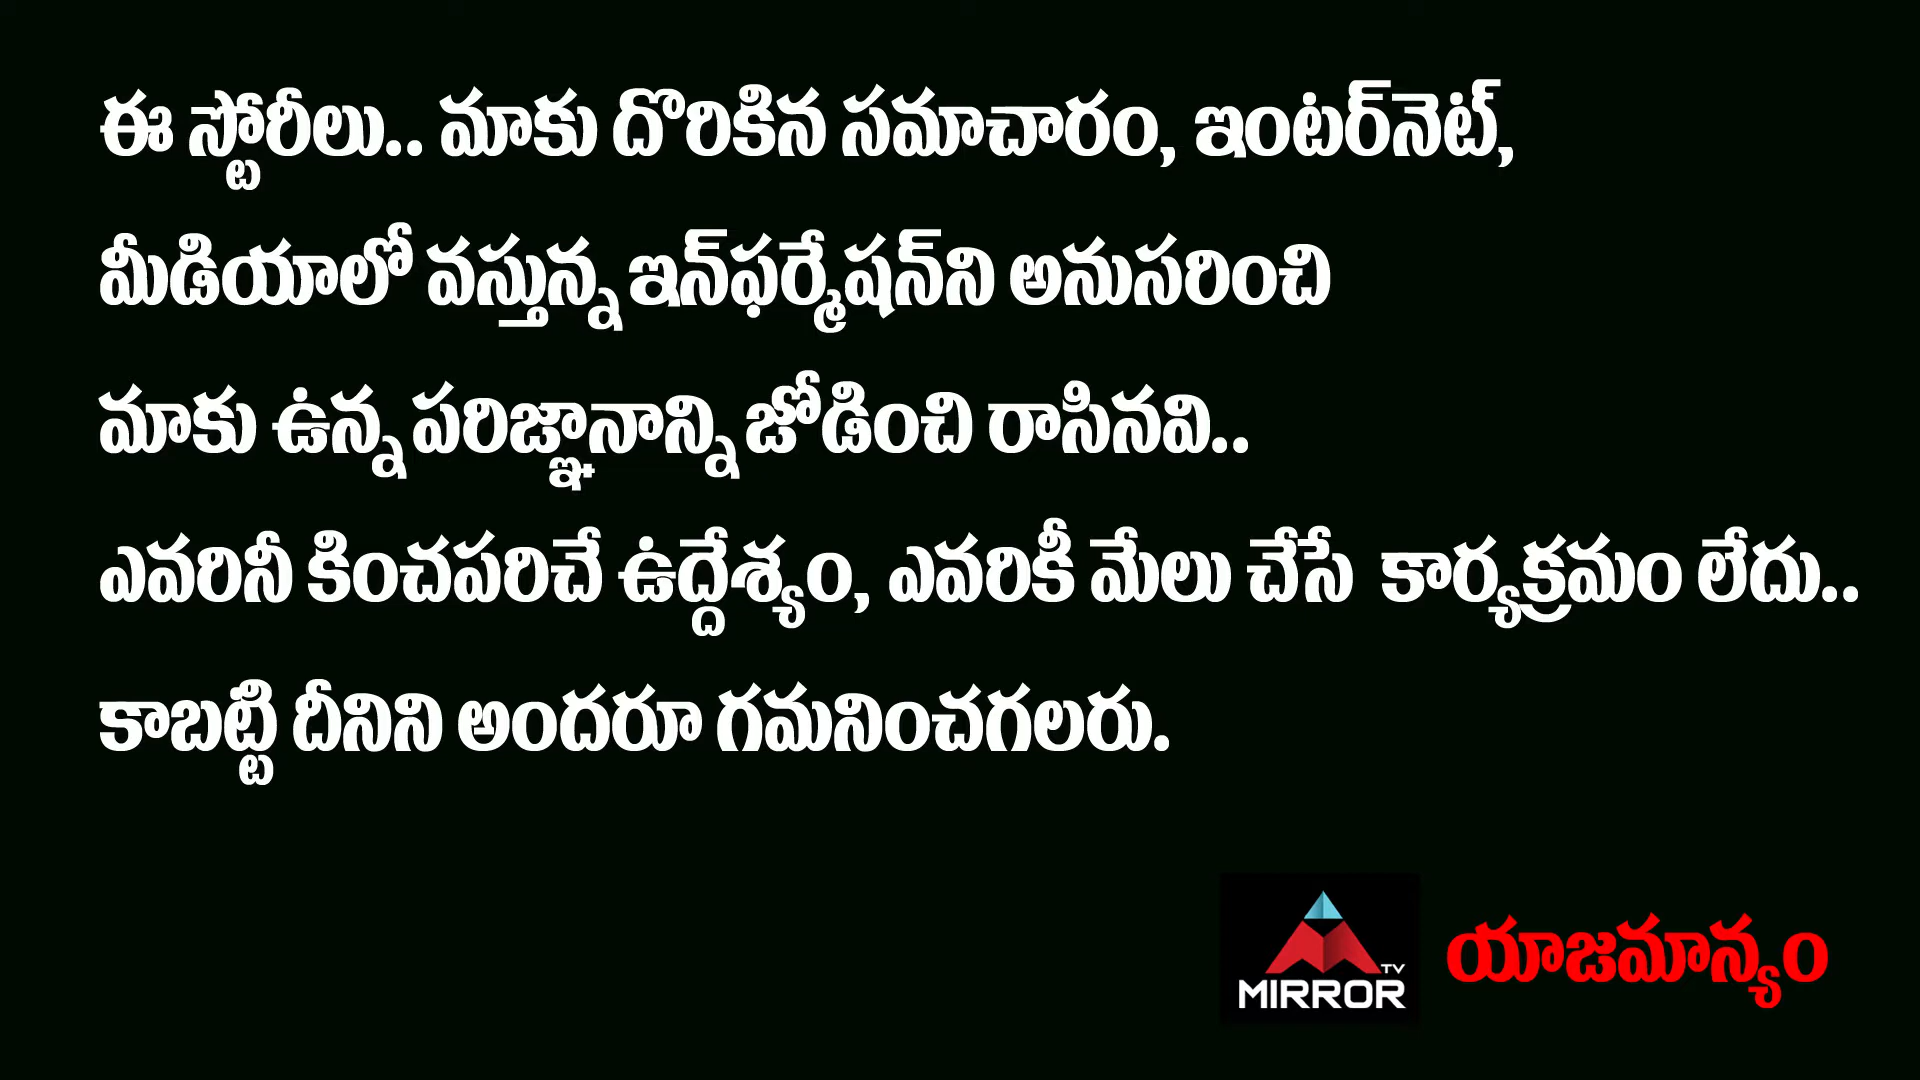 ఈ స్టోరీలు.. మాకు దొరికిన సమాచారం, ఇంటర్‌నెట్,
మీడియాలో వస్తున్న ఇన్‌ఫర్మేషన్‌ని అనుసరించి
మాకు ఉన్న పరిజ్ఞానాన్ని జోడించి రాసినవి..
ఎవరినీ కించపరిచే ఉద్దేశ్యం, ఎవరికీ మేలు చేసే కార్యక్రమం లేదు..
కాబట్టి దీనిని అందరూ గమనించగలరు.
TV
MIRROR
యాజమాన్యం